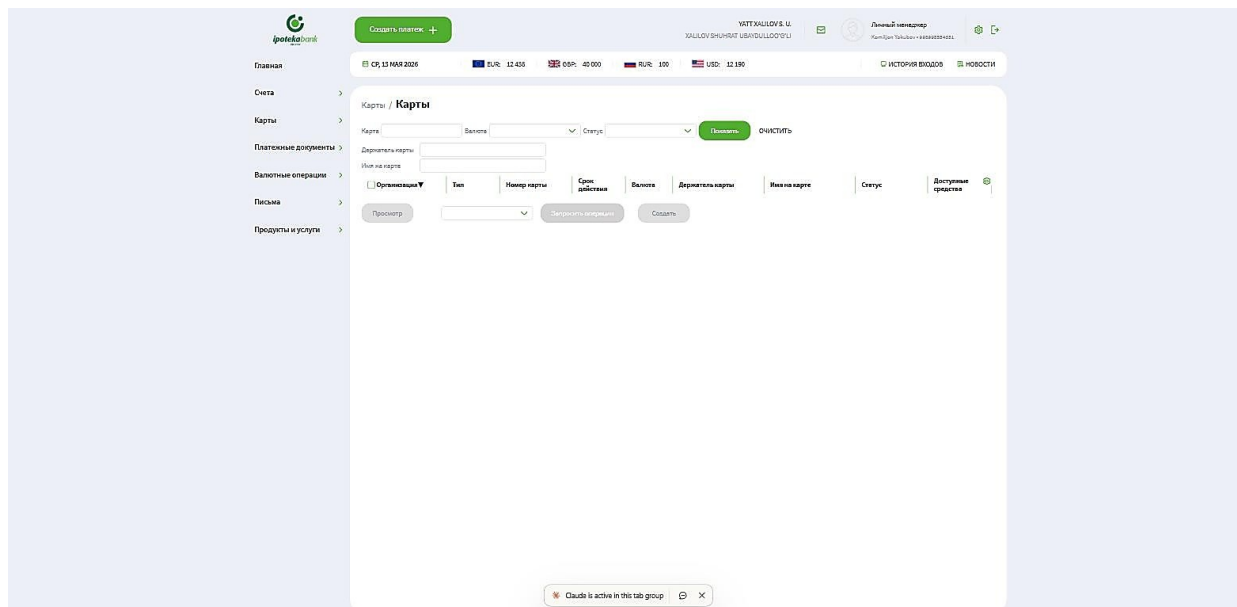 ipotekabank
Создать платеж +
YATT XALILOV S. U.
XALILOV SHUHRAT UBAYDULLOO'G'LI
Личный менеджер
Главная
Счета
Карты
Платежные документы
Валютные операции
Письма
Продукты и услуги
СР, 13 МАЯ 2026 EUR: 12 436 GBP: 40 000 RUR: 100 USD: 12 190 ИСТОРИЯ ВХОДОВ НОВОСТИ
Карты / Карты
Карта Валюта Статус Показать ОЧИСТИТЬ
Держатель карты
Имя на карте
Организация▼ Тип Номер карты Срок действия Валюта Держатель карты Имя на карте Статус Доступные средства
Просмотр Запросить операции Создать
Claude is active in this tab group